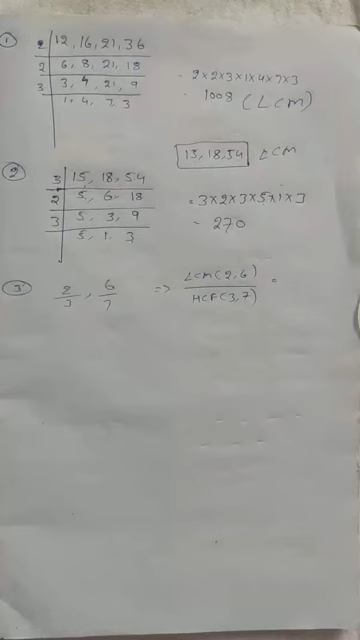 ① 2 | 12, 16, 21, 36
2 | 6, 8, 21, 18
3 | 3, 4, 21, 9
1, 4, 7, 3
= 2×2×3×1×4×7×3
= 1008 (LCM)
15, 18, 54 LCM
② 3 | 15, 18, 54
2 | 5, 6, 18
3 | 5, 3, 9
5, 1, 3
= 3×2×3×5×1×3
= 270
③ 2/3, 6/7 => LCM(2,6)/HCF(3,7) =